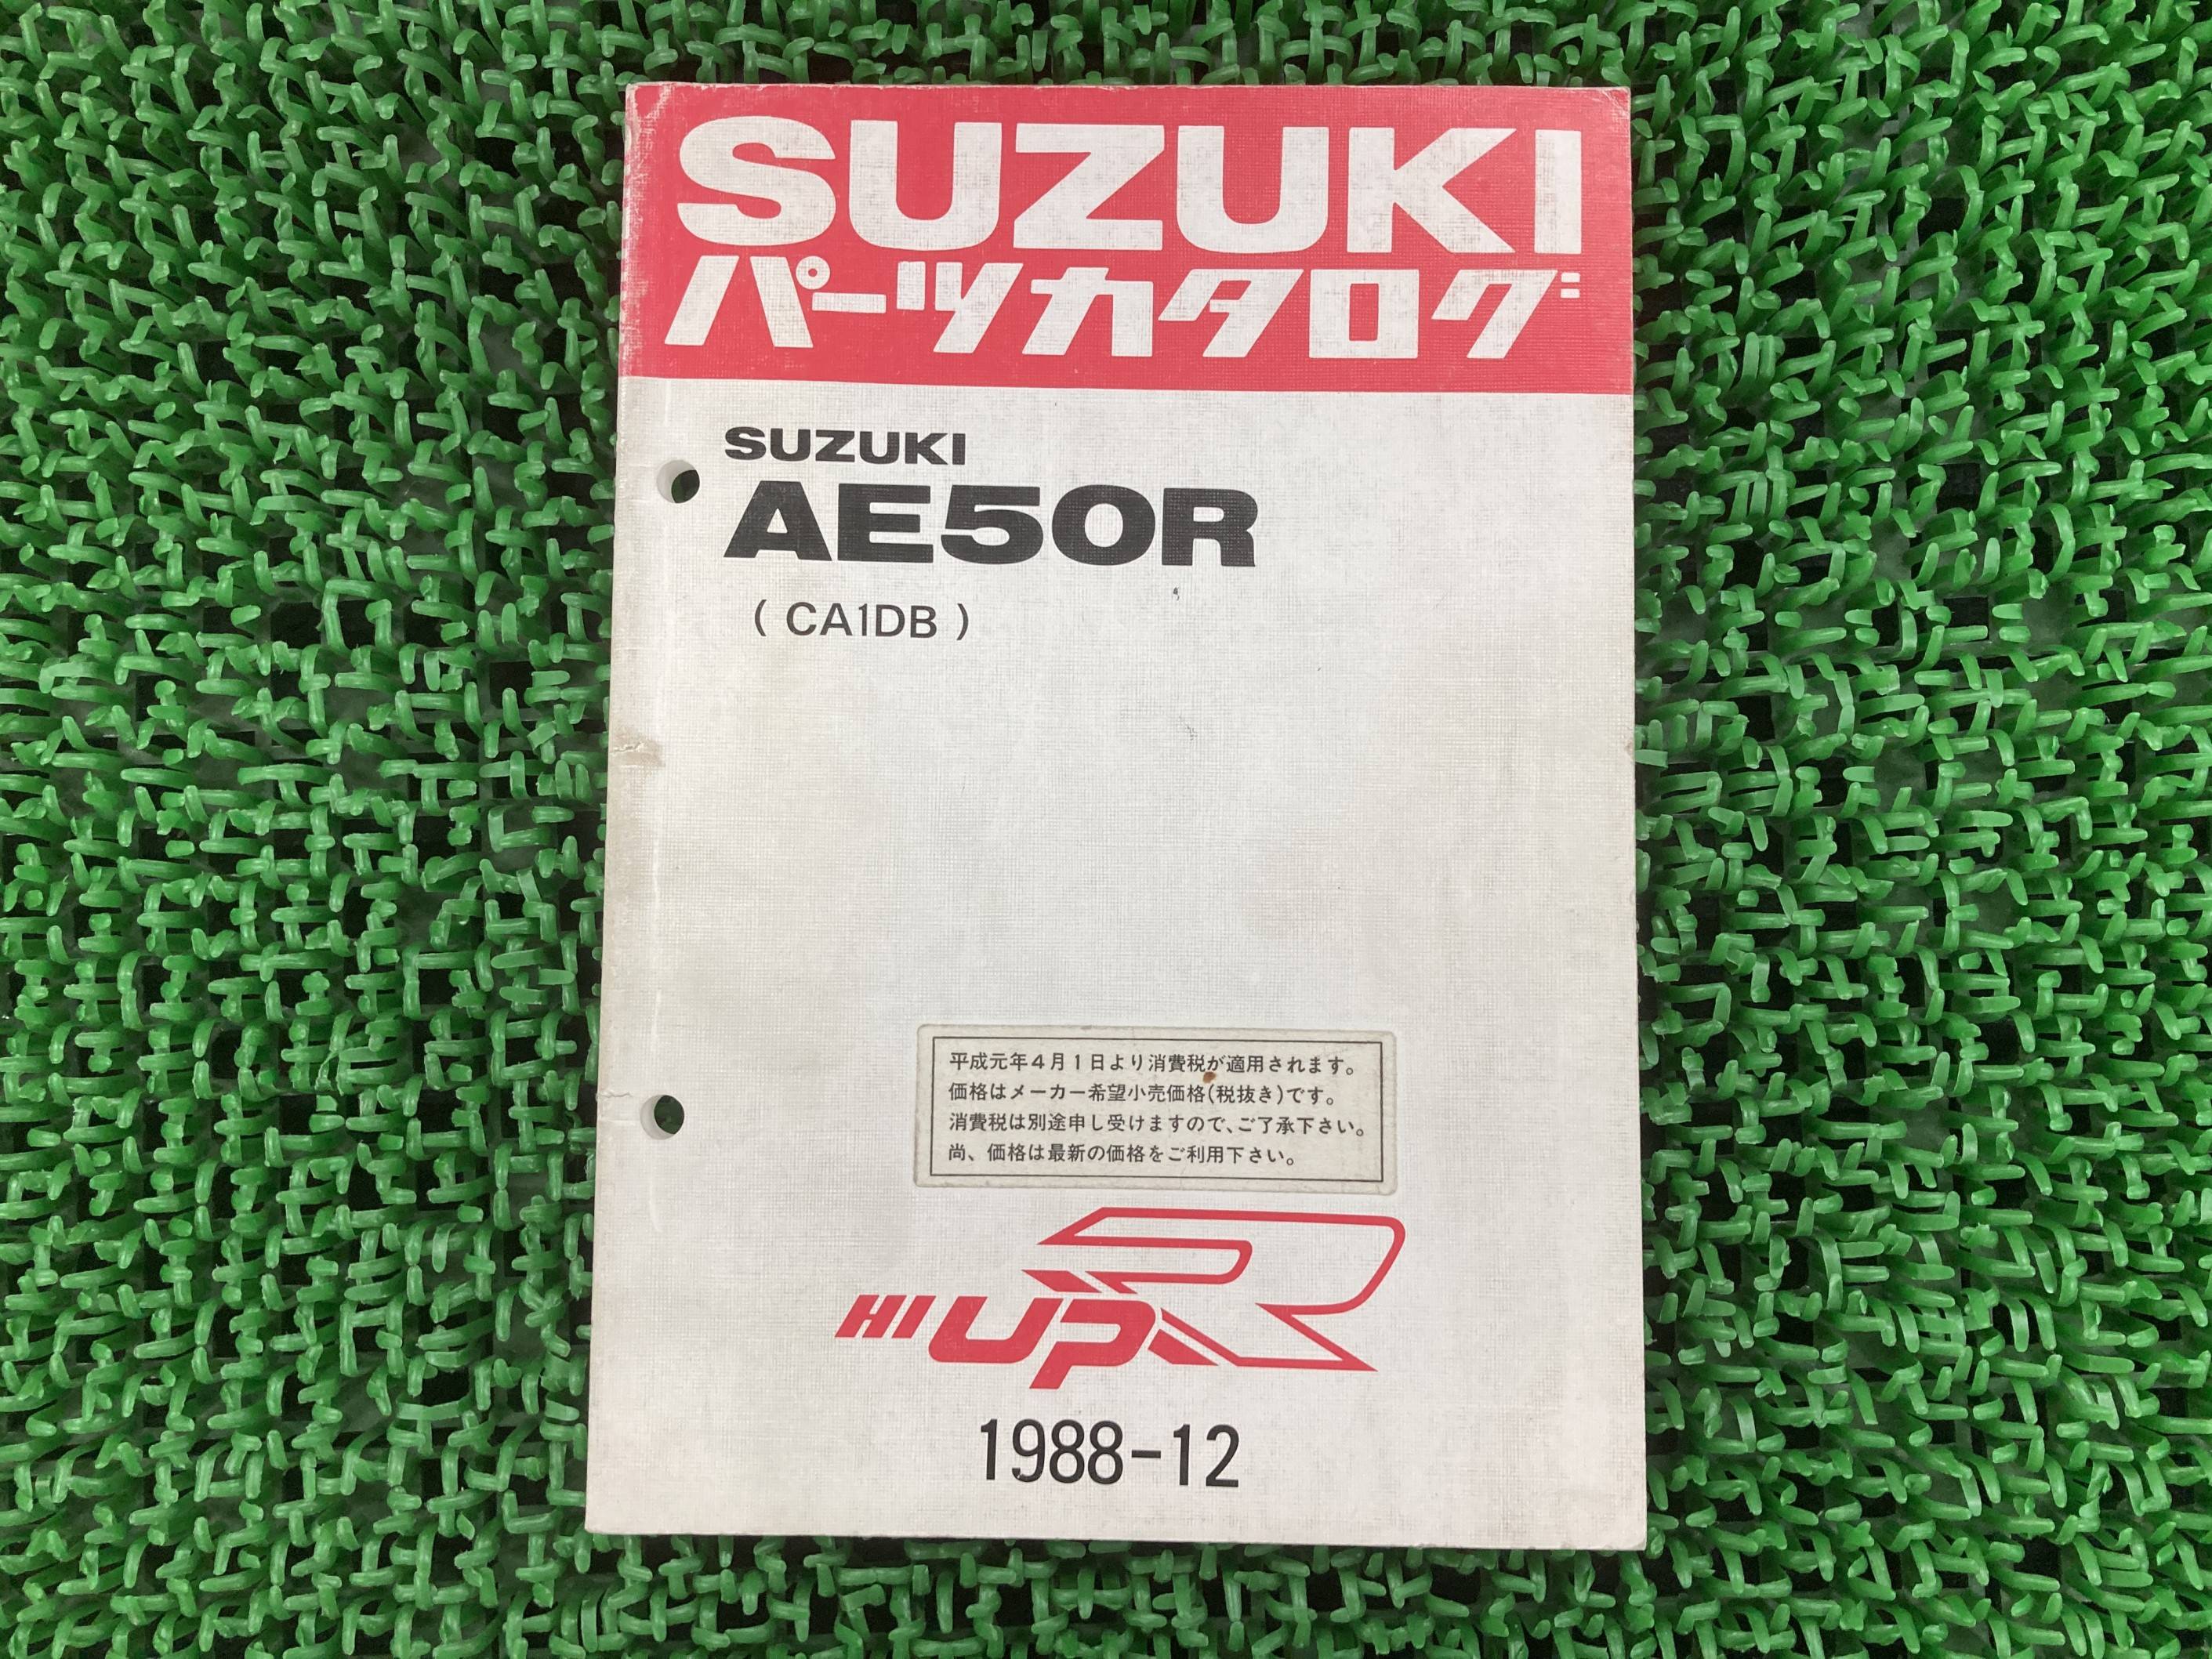 SUZUKI
パーツカタログ
SUZUKI
AE50R
( CA1DB )
平成元年4月1日より消費税が適用されます。
価格はメーカー希望小売価格(税抜き)です。
消費税は別途申し受けますので、ご了承下さい。
尚、価格は最新の価格をご利用下さい。
HI UP R
1988-12